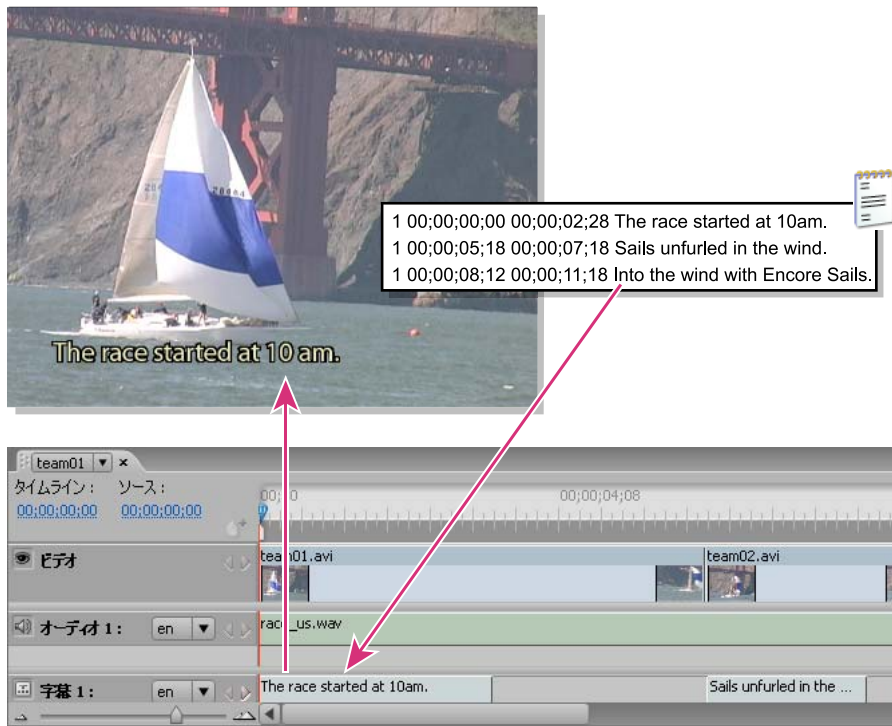 28664
The race started at 10 am.
1 00;00;00;00 00;00;02;28 The race started at 10am.
1 00;00;05;18 00;00;07;18 Sails unfurled in the wind.
1 00;00;08;12 00;00;11;18 Into the wind with Encore Sails.
team01
タイムライン: ソース:
00;00;00;00 00;00;00;00
00;00;04;08
ビデオ
team01.avi team02.avi
オーディオ 1: en
race_us.wav
字幕 1: en
The race started at 10am. Sails unfurled in the ...